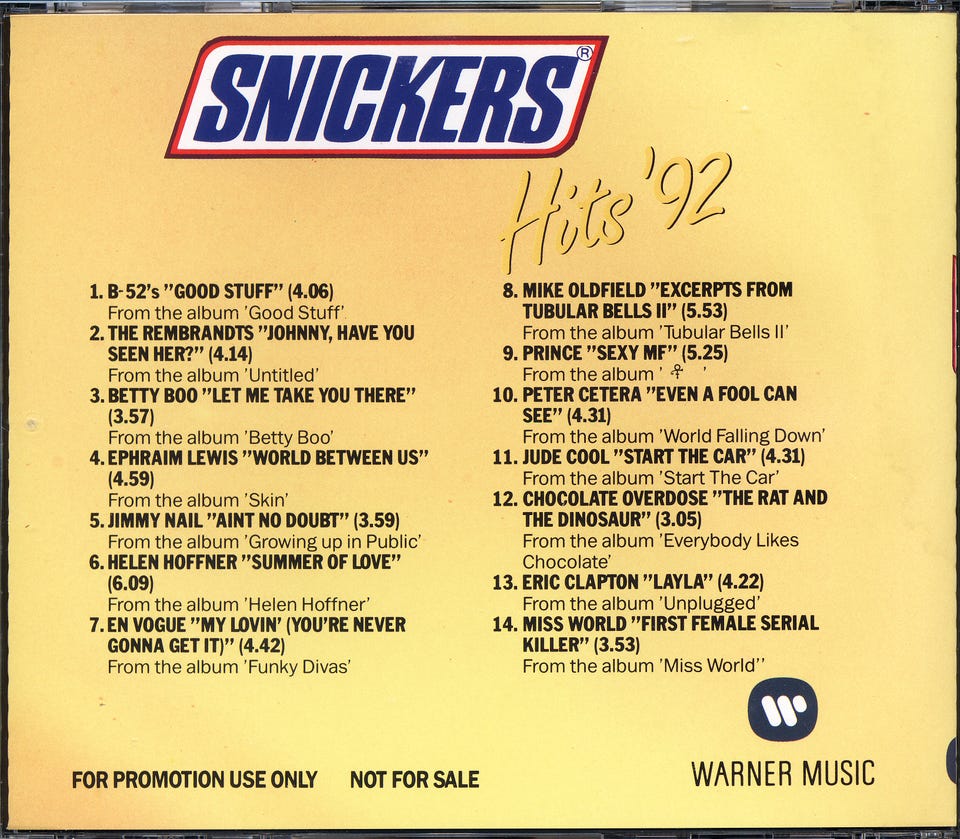 SNICKERS®
Hits '92
1. B-52's "GOOD STUFF" (4.06)
From the album 'Good Stuff'
2. THE REMBRANDTS "JOHNNY, HAVE YOU
SEEN HER?" (4.14)
From the album 'Untitled'
3. BETTY BOO "LET ME TAKE YOU THERE"
(3.57)
From the album 'Betty Boo'
4. EPHRAIM LEWIS "WORLD BETWEEN US"
(4.59)
From the album 'Skin'
5. JIMMY NAIL "AINT NO DOUBT" (3.59)
From the album 'Growing up in Public'
6. HELEN HOFFNER "SUMMER OF LOVE"
(6.09)
From the album 'Helen Hoffner'
7. EN VOGUE "MY LOVIN' (YOU'RE NEVER
GONNA GET IT)" (4.42)
From the album 'Funky Divas'
8. MIKE OLDFIELD "EXCERPTS FROM
TUBULAR BELLS II" (5.53)
From the album 'Tubular Bells II'
9. PRINCE "SEXY MF" (5.25)
From the album ' '
10. PETER CETERA "EVEN A FOOL CAN
SEE" (4.31)
From the album 'World Falling Down'
11. JUDE COOL "START THE CAR" (4.31)
From the album 'Start The Car'
12. CHOCOLATE OVERDOSE "THE RAT AND
THE DINOSAUR" (3.05)
From the album 'Everybody Likes
Chocolate'
13. ERIC CLAPTON "LAYLA" (4.22)
From the album 'Unplugged'
14. MISS WORLD "FIRST FEMALE SERIAL
KILLER" (3.53)
From the album 'Miss World''
WARNER MUSIC
FOR PROMOTION USE ONLY NOT FOR SALE